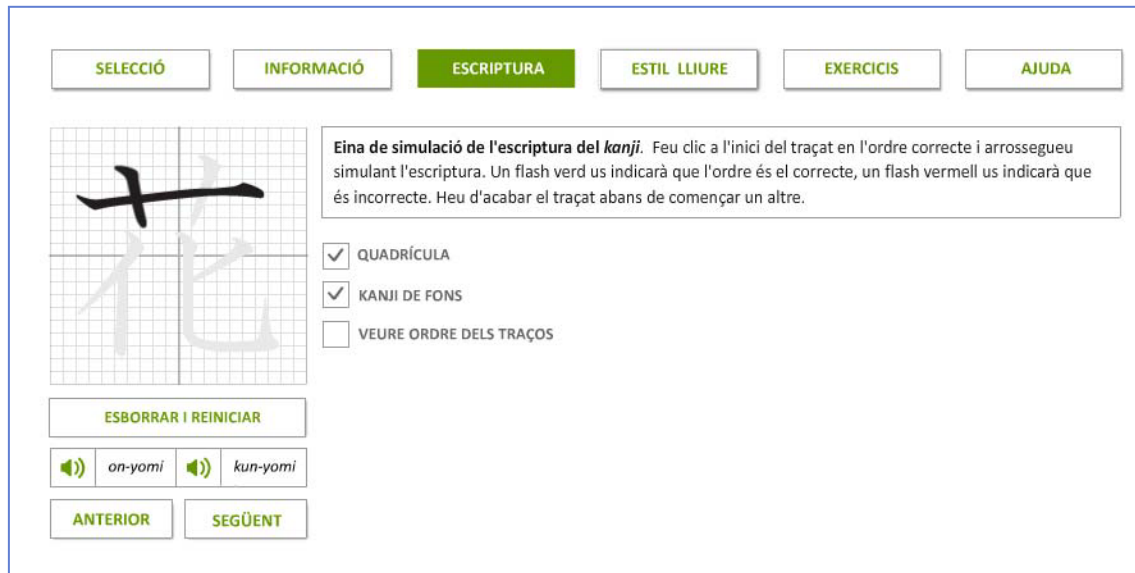 SELECCIÓ
INFORMACIÓ
ESCRIPTURA
ESTIL LLIURE
EXERCICIS
AJUDA
花
Eina de simulació de l'escriptura del kanji. Feu clic a l'inici del traçat en l'ordre correcte i arrossegueu
simulant l'escriptura. Un flash verd us indicarà que l'ordre és el correcte, un flash vermell us indicarà que
és incorrecte. Heu d'acabar el traçat abans de començar un altre.
QUADRÍCULA
KANJI DE FONS
VEURE ORDRE DELS TRAÇOS
ESBORRAR I REINICIAR
on-yomi kun-yomi
ANTERIOR
SEGÜENT